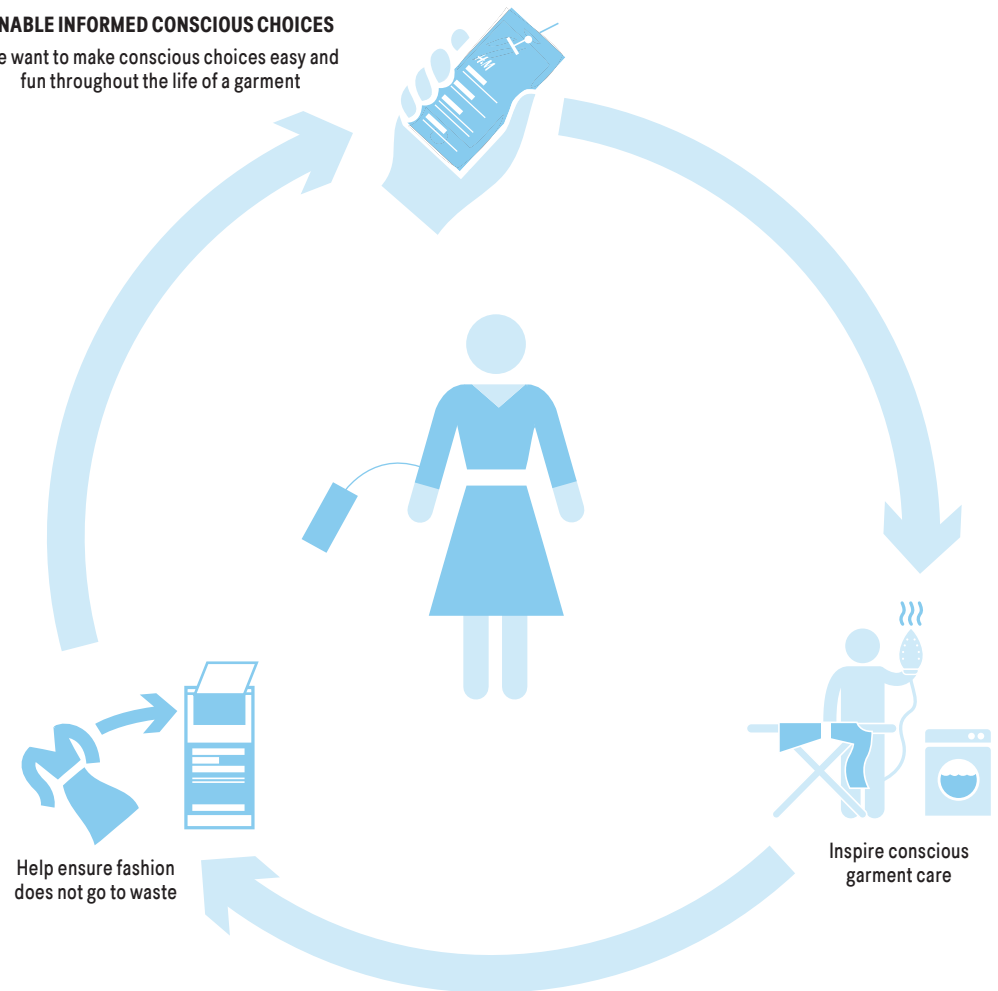 NABLE INFORMED CONSCIOUS CHOICES
e want to make conscious choices easy and
fun throughout the life of a garment
H&M
Help ensure fashion
does not go to waste
Inspire conscious
garment care